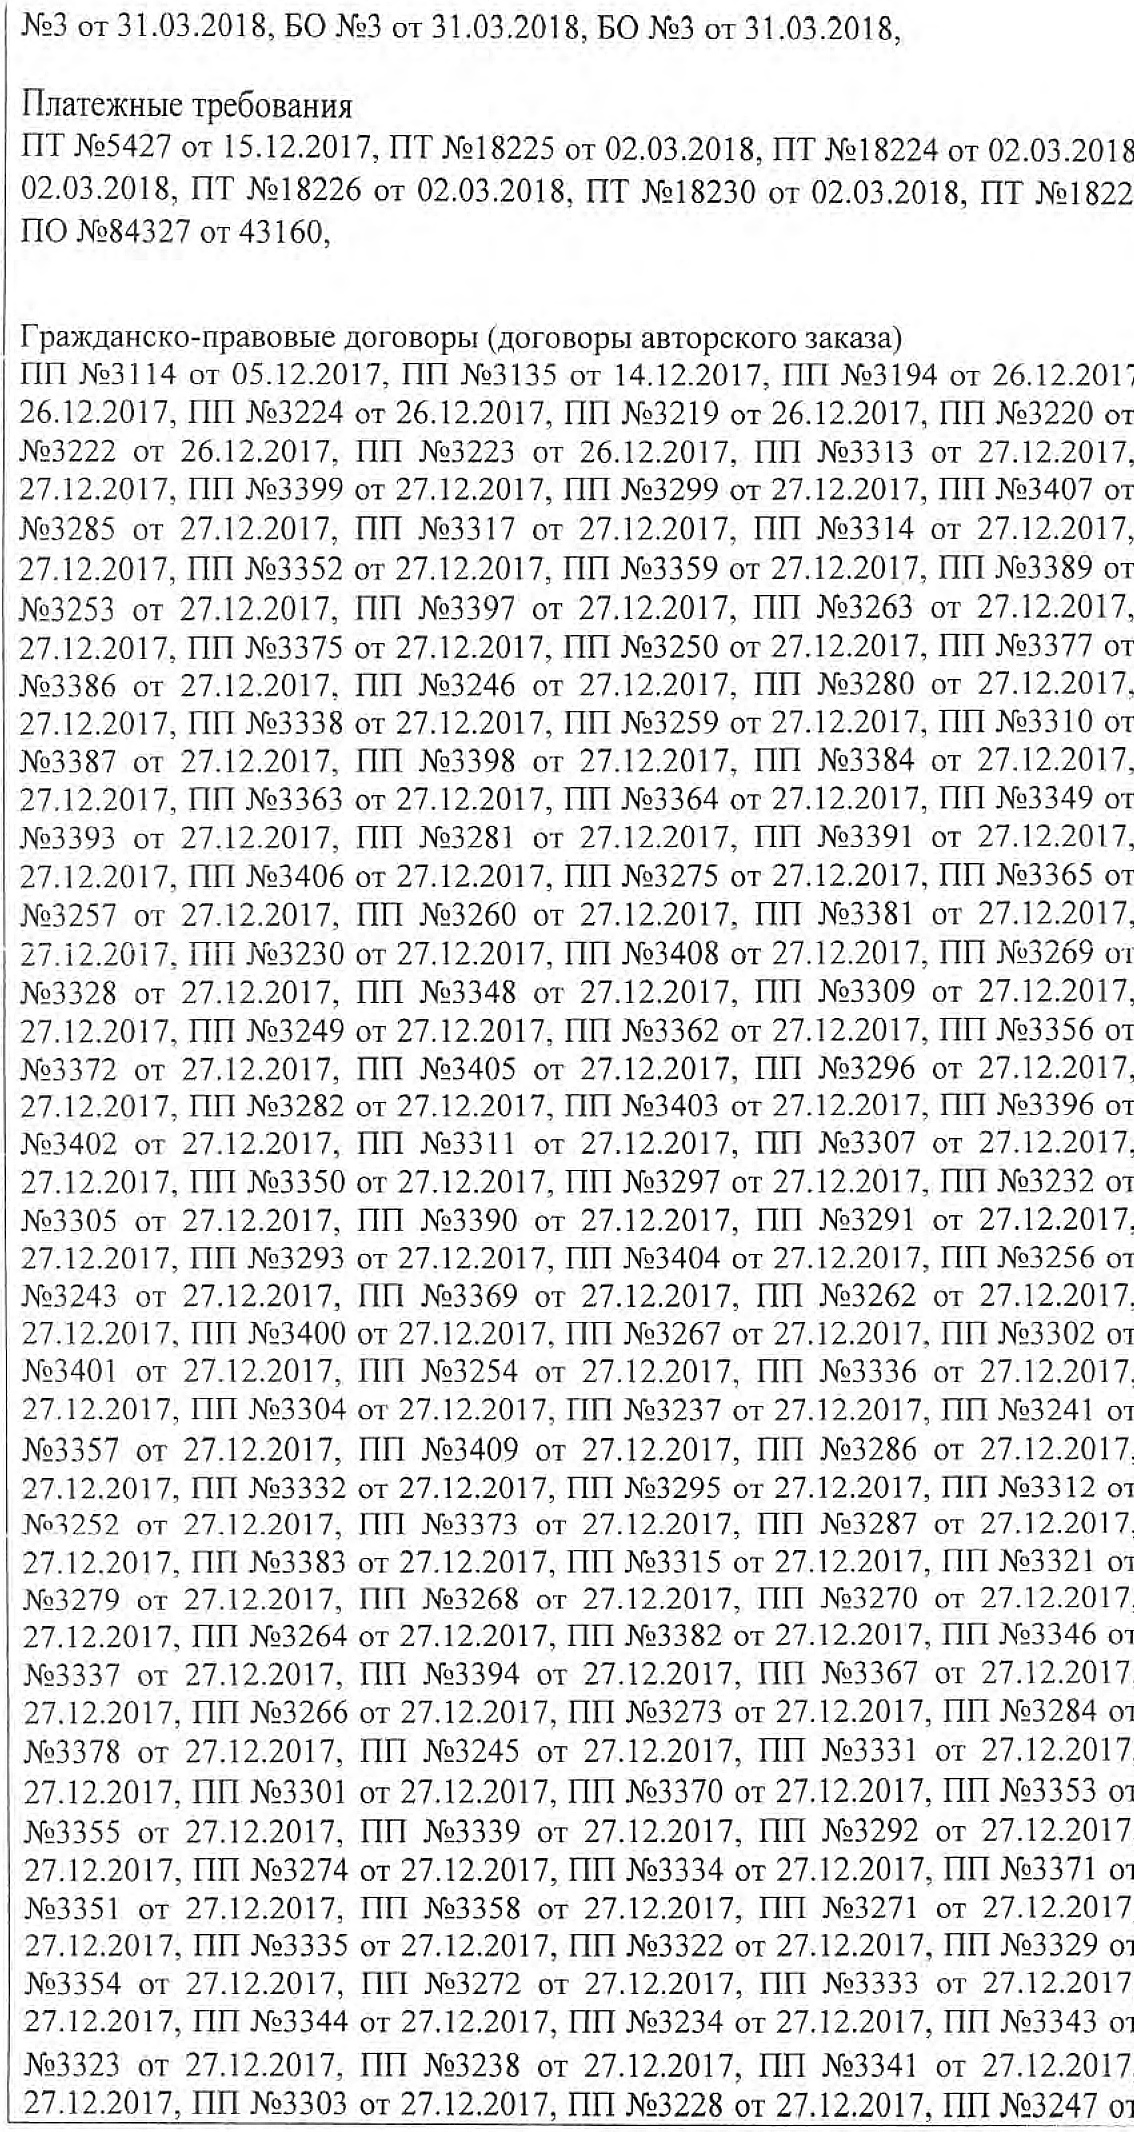 №3 от 31.03.2018, БО №3 от 31.03.2018, БО №3 от 31.03.2018,
Платежные требования
ПТ №5427 от 15.12.2017, ПТ №18225 от 02.03.2018, ПТ №18224 от 02.03.2018
02.03.2018, ПТ №18226 от 02.03.2018, ПТ №18230 от 02.03.2018, ПТ №1822
ПО №84327 от 43160,
Гражданско-правовые договоры (договоры авторского заказа)
ПП №3114 от 05.12.2017, ПП №3135 от 14.12.2017, ПП №3194 от 26.12.2017
26.12.2017, ПП №3224 от 26.12.2017, ПП №3219 от 26.12.2017, ПП №3220 от
№3222 от 26.12.2017, ПП №3223 от 26.12.2017, ПП №3313 от 27.12.2017,
27.12.2017, ПП №3399 от 27.12.2017, ПП №3299 от 27.12.2017, ПП №3407 от
№3285 от 27.12.2017, ПП №3317 от 27.12.2017, ПП №3314 от 27.12.2017,
27.12.2017, ПП №3352 от 27.12.2017, ПП №3359 от 27.12.2017, ПП №3389 от
№3253 от 27.12.2017, ПП №3397 от 27.12.2017, ПП №3263 от 27.12.2017,
27.12.2017, ПП №3375 от 27.12.2017, ПП №3250 от 27.12.2017, ПП №3377 от
№3386 от 27.12.2017, ПП №3246 от 27.12.2017, ПП №3280 от 27.12.2017,
27.12.2017, ПП №3338 от 27.12.2017, ПП №3259 от 27.12.2017, ПП №3310 от
№3387 от 27.12.2017, ПП №3398 от 27.12.2017, ПП №3384 от 27.12.2017,
27.12.2017, ПП №3363 от 27.12.2017, ПП №3364 от 27.12.2017, ПП №3349 от
№3393 от 27.12.2017, ПП №3281 от 27.12.2017, ПП №3391 от 27.12.2017,
27.12.2017, ПП №3406 от 27.12.2017, ПП №3275 от 27.12.2017, ПП №3365 от
№3257 от 27.12.2017, ПП №3260 от 27.12.2017, ПП №3381 от 27.12.2017,
27.12.2017, ПП №3230 от 27.12.2017, ПП №3408 от 27.12.2017, ПП №3269 от
№3328 от 27.12.2017, ПП №3348 от 27.12.2017, ПП №3309 от 27.12.2017,
27.12.2017, ПП №3249 от 27.12.2017, ПП №3362 от 27.12.2017, ПП №3356 от
№3372 от 27.12.2017, ПП №3405 от 27.12.2017, ПП №3296 от 27.12.2017,
27.12.2017, ПП №3282 от 27.12.2017, ПП №3403 от 27.12.2017, ПП №3396 от
№3402 от 27.12.2017, ПП №3311 от 27.12.2017, ПП №3307 от 27.12.2017,
27.12.2017, ПП №3350 от 27.12.2017, ПП №3297 от 27.12.2017, ПП №3232 от
№3305 от 27.12.2017, ПП №3390 от 27.12.2017, ПП №3291 от 27.12.2017,
27.12.2017, ПП №3293 от 27.12.2017, ПП №3404 от 27.12.2017, ПП №3256 от
№3243 от 27.12.2017, ПП №3369 от 27.12.2017, ПП №3262 от 27.12.2017,
27.12.2017, ПП №3400 от 27.12.2017, ПП №3267 от 27.12.2017, ПП №3302 от
№3401 от 27.12.2017, ПП №3254 от 27.12.2017, ПП №3336 от 27.12.2017,
27.12.2017, ПП №3304 от 27.12.2017, ПП №3237 от 27.12.2017, ПП №3241 от
№3357 от 27.12.2017, ПП №3409 от 27.12.2017, ПП №3286 от 27.12.2017,
27.12.2017, ПП №3332 от 27.12.2017, ПП №3295 от 27.12.2017, ПП №3312 от
№3252 от 27.12.2017, ПП №3373 от 27.12.2017, ПП №3287 от 27.12.2017,
27.12.2017, ПП №3383 от 27.12.2017, ПП №3315 от 27.12.2017, ПП №3321 от
№3279 от 27.12.2017, ПП №3268 от 27.12.2017, ПП №3270 от 27.12.2017,
27.12.2017, ПП №3264 от 27.12.2017, ПП №3382 от 27.12.2017, ПП №3346 от
№3337 от 27.12.2017, ПП №3394 от 27.12.2017, ПП №3367 от 27.12.2017,
27.12.2017, ПП №3266 от 27.12.2017, ПП №3273 от 27.12.2017, ПП №3284 от
№3378 от 27.12.2017, ПП №3245 от 27.12.2017, ПП №3331 от 27.12.2017,
27.12.2017, ПП №3301 от 27.12.2017, ПП №3370 от 27.12.2017, ПП №3353 от
№3355 от 27.12.2017, ПП №3339 от 27.12.2017, ПП №3292 от 27.12.2017
27.12.2017, ПП №3274 от 27.12.2017, ПП №3334 от 27.12.2017, ПП №3371 от
№3351 от 27.12.2017, ПП №3358 от 27.12.2017, ПП №3271 от 27.12.2017
27.12.2017, ПП №3335 от 27.12.2017, ПП №3322 от 27.12.2017, ПП №3329 от
№3354 от 27.12.2017, ПП №3272 от 27.12.2017, ПП №3333 от 27.12.2017
27.12.2017, ПП №3344 от 27.12.2017, ПП №3234 от 27.12.2017, ПП №3343 от
№3323 от 27.12.2017, ПП №3238 от 27.12.2017, ПП №3341 от 27.12.2017,
27.12.2017, ПП №3303 от 27.12.2017, ПП №3228 от 27.12.2017, ПП №3247 от